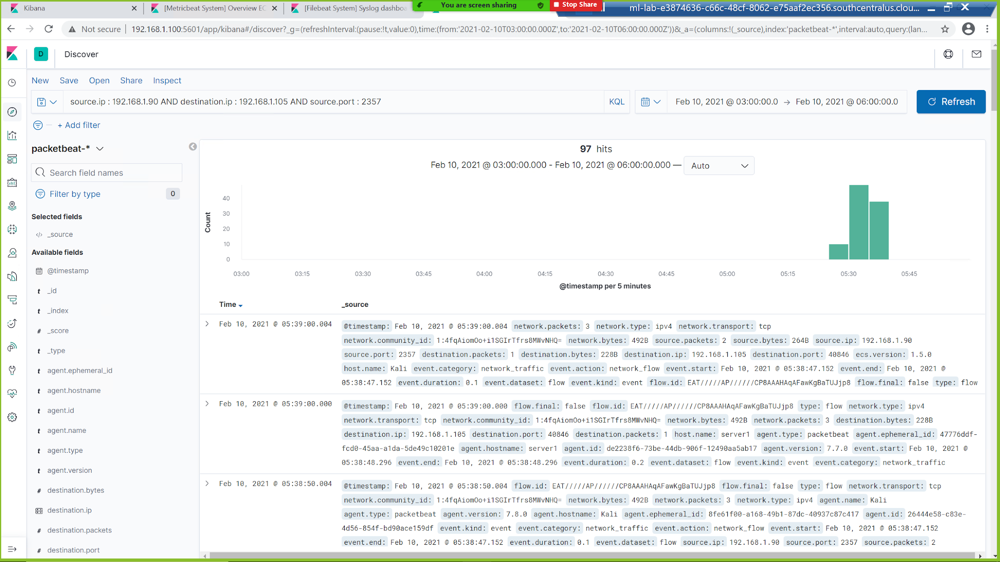 Kibana
[Metricbeat System] Overview EC
[Filebeat System] Syslog dashboa
You are screen sharing
Stop Share
ml-lab-e3874636-c66c-48cf-8062-e75aaf2ec356.southcentralus.clou...
Not secure
192.168.1.100:5601/app/kibana#/discover?_g=(refreshInterval:(pause:!t,value:0),time:(from:'2021-02-10T03:00:00.000Z',to:'2021-02-10T06:00:00.000Z'))&_a=(columns:!(_source),index:'packetbeat-*',interval:auto,query:(lan...
D
Discover
New
Save
Open
Share
Inspect
source.ip : 192.168.1.90 AND destination.ip : 192.168.1.105 AND source.port : 2357
KQL
Feb 10, 2021 @ 03:00:00.0 → Feb 10, 2021 @ 06:00:00.0
Refresh
+ Add filter
packetbeat-*
Search field names
Filter by type
0
Selected fields
</> _source
Available fields
@timestamp
t _id
t _index
# _score
t _type
t agent.ephemeral_id
t agent.hostname
t agent.id
t agent.name
t agent.type
t agent.version
# destination.bytes
destination.ip
# destination.packets
# destination.port
97 hits
Feb 10, 2021 @ 03:00:00.000 - Feb 10, 2021 @ 06:00:00.000 —
Auto
Count
40
30
20
10
0
03:00
03:15
03:30
03:45
04:00
04:15
04:30
04:45
05:00
05:15
05:30
05:45
@timestamp per 5 minutes
Time
_source
Feb 10, 2021 @ 05:39:00.004
@timestamp: Feb 10, 2021 @ 05:39:00.004 network.packets: 3 network.type: ipv4 network.transport: tcp
network.community_id: 1:4fqAiomOo+i1SGIrTfrs8MWvNHQ= network.bytes: 492B source.packets: 2 source.bytes: 264B source.ip: 192.168.1.90
source.port: 2357 destination.packets: 1 destination.bytes: 228B destination.ip: 192.168.1.105 destination.port: 40846 ecs.version: 1.5.0
host.name: Kali event.category: network_traffic event.action: network_flow event.start: Feb 10, 2021 @ 05:38:47.152 event.end: Feb 10, 2021 @
05:38:47.152 event.duration: 0.1 event.dataset: flow event.kind: event flow.id: EAT/////AP//////CP8AAAHAqAFawKgBaTUJjp8 flow.final: false type: flow
Feb 10, 2021 @ 05:39:00.000
@timestamp: Feb 10, 2021 @ 05:39:00.000 flow.final: false flow.id: EAT/////AP//////CP8AAAHAqAFawKgBaTUJjp8 type: flow network.type: ipv4
network.transport: tcp network.community_id: 1:4fqAiomOo+i1SGIrTfrs8MWvNHQ= network.bytes: 492B network.packets: 3 destination.bytes: 228B
destination.ip: 192.168.1.105 destination.port: 40846 destination.packets: 1 host.name: server1 agent.type: packetbeat agent.ephemeral_id: 47776ddf-
fcd0-45aa-a1da-5de49c10201e agent.hostname: server1 agent.id: de2238f6-73be-44db-906f-12490aa5ab17 agent.version: 7.7.0 event.start: Feb 10, 2021 @
05:38:48.296 event.end: Feb 10, 2021 @ 05:38:48.296 event.duration: 0.2 event.dataset: flow event.kind: event event.category: network_traffic
Feb 10, 2021 @ 05:38:50.004
@timestamp: Feb 10, 2021 @ 05:38:50.004 flow.id: EAT/////AP//////CP8AAAHAqAFawKgBaTUJjp8 flow.final: false type: flow network.transport: tcp
network.community_id: 1:4fqAiomOo+i1SGIrTfrs8MWvNHQ= network.bytes: 492B network.packets: 3 network.type: ipv4 agent.name: Kali
agent.type: packetbeat agent.version: 7.8.0 agent.hostname: Kali agent.ephemeral_id: 8fe61f00-a168-49b1-87dc-40937c87c417 agent.id: 26444e58-c83e-
4d56-854f-bd90ace159df event.kind: event event.category: network_traffic event.action: network_flow event.start: Feb 10, 2021 @ 05:38:47.152
event.end: Feb 10, 2021 @ 05:38:47.152 event.duration: 0.1 event.dataset: flow source.ip: 192.168.1.90 source.port: 2357 source.packets: 2